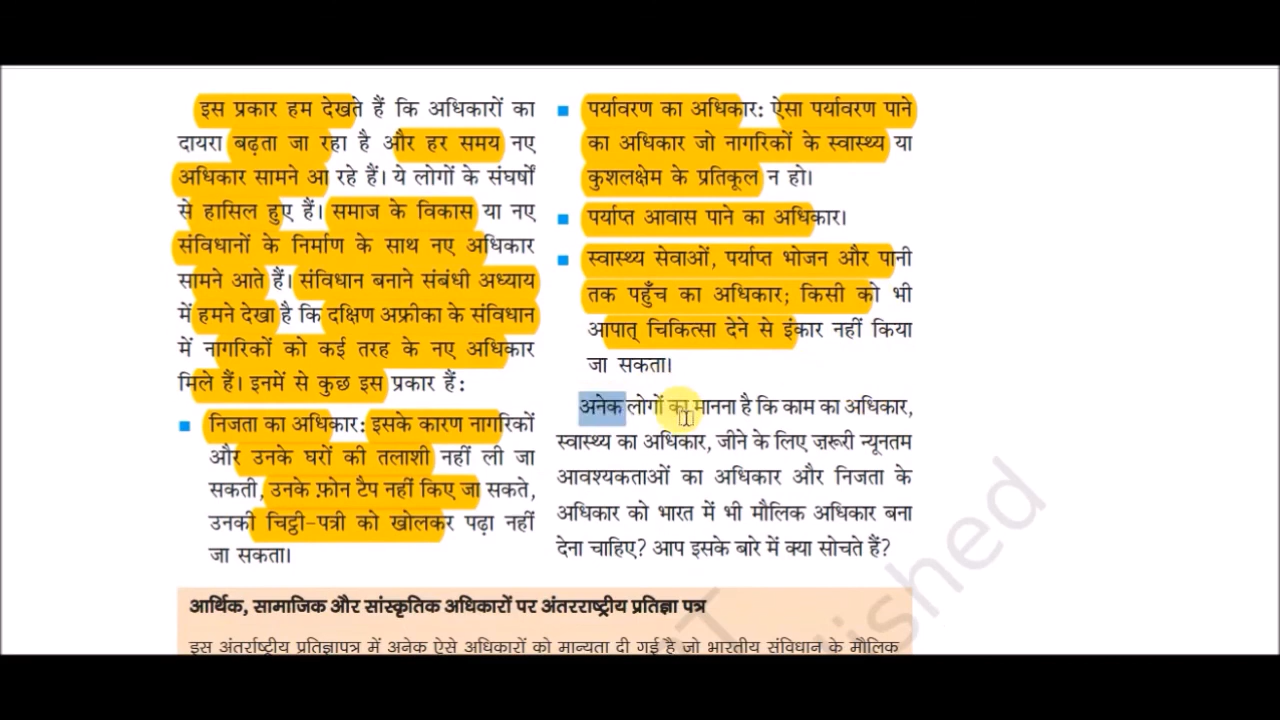 इस प्रकार हम देखते हैं कि अधिकारों का
दायरा बढ़ता जा रहा है और हर समय नए
अधिकार सामने आ रहे हैं। ये लोगों के संघर्षों
से हासिल हुए हैं। समाज के विकास या नए
संविधानों के निर्माण के साथ नए अधिकार
सामने आते हैं। संविधान बनाने संबंधी अध्याय
में हमने देखा है कि दक्षिण अफ्रीका के संविधान
में नागरिकों को कई तरह के नए अधिकार
मिले हैं। इनमें से कुछ इस प्रकार हैं:
निजता का अधिकार: इसके कारण नागरिकों
और उनके घरों की तलाशी नहीं ली जा
सकती, उनके फ़ोन टैप नहीं किए जा सकते,
उनकी चिट्ठी-पत्री को खोलकर पढ़ा नहीं
जा सकता।
पर्यावरण का अधिकार: ऐसा पर्यावरण पाने
का अधिकार जो नागरिकों के स्वास्थ्य या
कुशलक्षेम के प्रतिकूल न हो।
पर्याप्त आवास पाने का अधिकार।
स्वास्थ्य सेवाओं, पर्याप्त भोजन और पानी
तक पहुँच का अधिकार; किसी को भी
आपात् चिकित्सा देने से इंकार नहीं किया
जा सकता।
अनेक लोगों का मानना है कि काम का अधिकार,
स्वास्थ्य का अधिकार, जीने के लिए ज़रूरी न्यूनतम
आवश्यकताओं का अधिकार और निजता के
अधिकार को भारत में भी मौलिक अधिकार बना
देना चाहिए? आप इसके बारे में क्या सोचते हैं?
आर्थिक, सामाजिक और सांस्कृतिक अधिकारों पर अंतरराष्ट्रीय प्रतिज्ञा पत्र
इस अंतर्राष्ट्रीय प्रतिज्ञापत्र में अनेक ऐसे अधिकारों को मान्यता दी गई है जो भारतीय संविधान के मौलिक